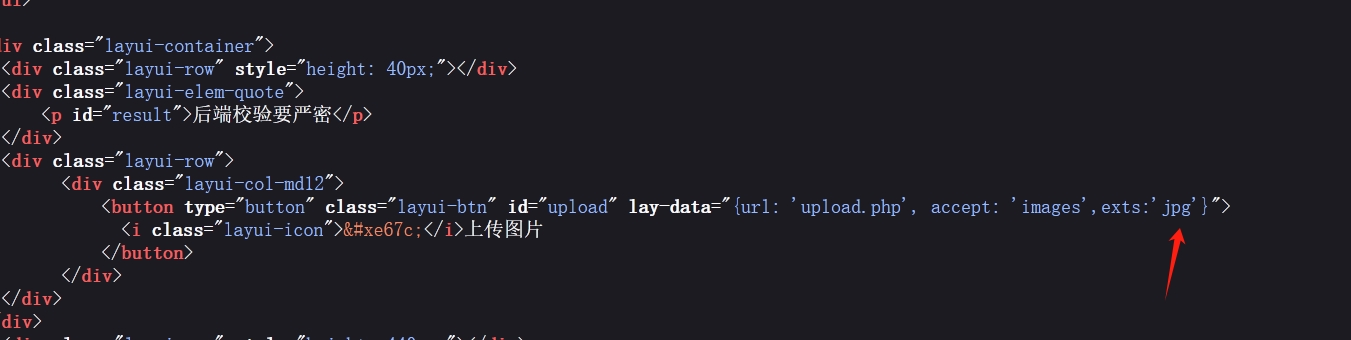 ul>
div class="layui-container">
<div class="layui-row" style="height: 40px;"></div>
<div class="layui-elem-quote">
<p id="result">后端校验要严密</p>
</div>
<div class="layui-row">
<div class="layui-col-md12">
<button type="button" class="layui-btn" id="upload" lay-data="{url: 'upload.php', accept: 'images',exts:'jpg'}">
<i class="layui-icon">&#xe67c;</i>上传图片
</button>
</div>
</div>
/div>